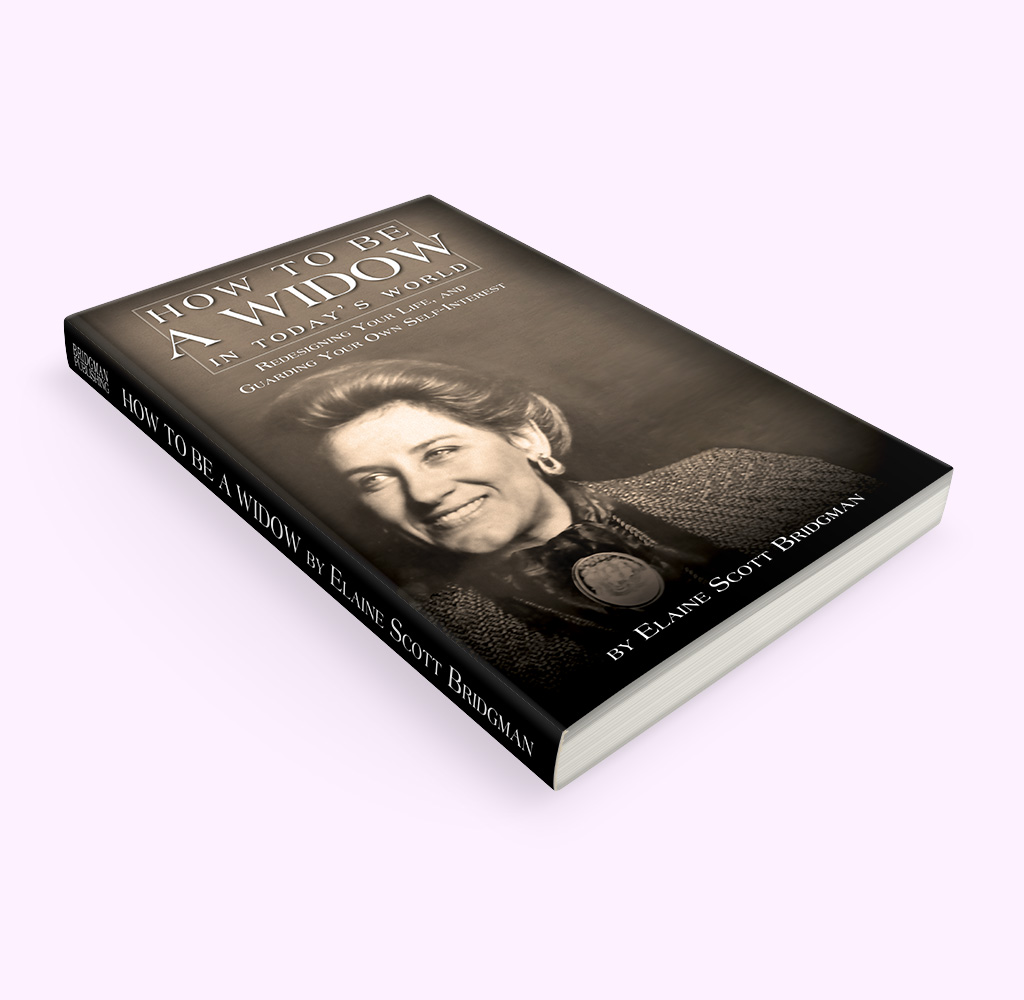 HOW TO BE
A WIDOW
IN TODAY'S WORLD
REDESIGNING YOUR LIFE, AND
GUARDING YOUR OWN SELF-INTEREST
BY ELAINE SCOTT BRIDGMAN
BRIDGMAN
PUBLISHING
HOW TO BE A WIDOW BY ELAINE SCOTT BRIDGMAN